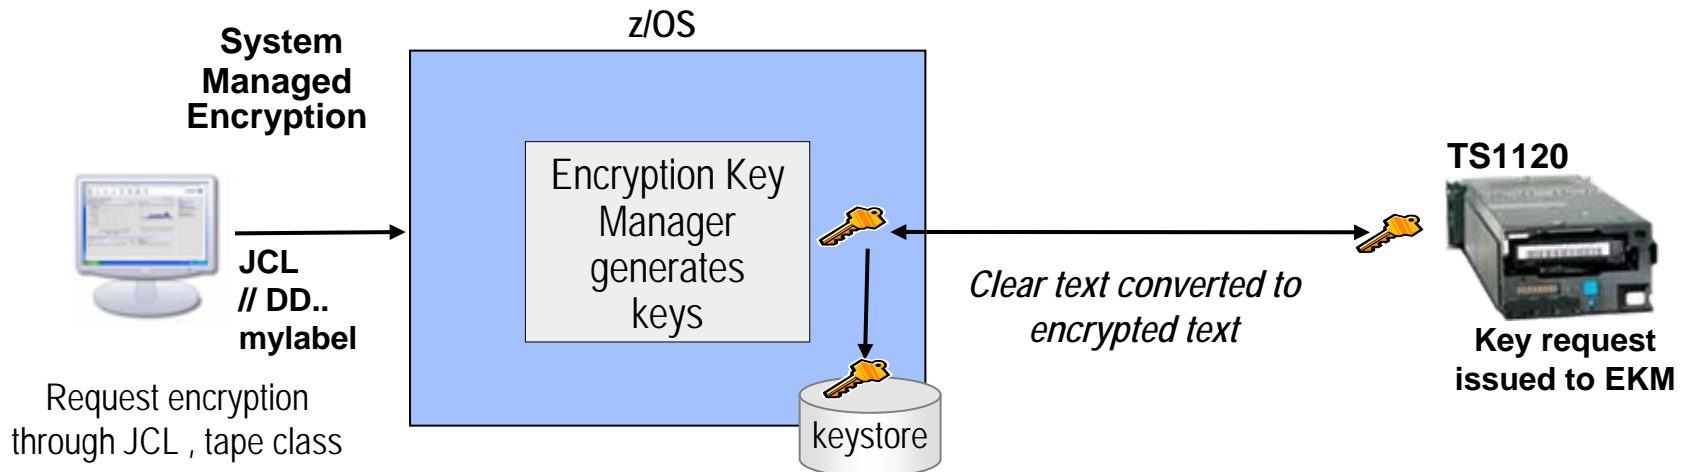 System
Managed
Encryption
JCL
// DD..
mylabel
Request encryption
through JCL , tape class
z/OS
Encryption Key
Manager
generates
keys
keystore
Clear text converted to
encrypted text
TS1120
Key request
issued to EKM